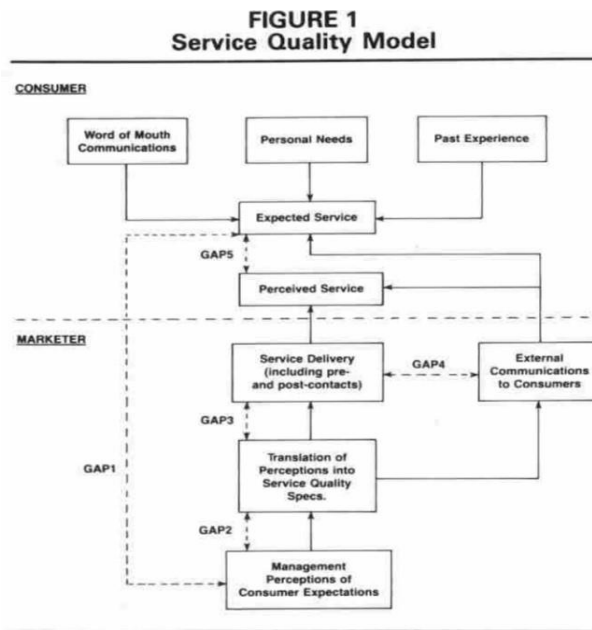 FIGURE 1
Service Quality Model
CONSUMER
Word of Mouth
Communications
Personal Needs
Past Experience
Expected Service
GAP5
Perceived Service
MARKETER
Service Delivery
(including pre-
and post-contacts)
GAP4
External
Communications
to Consumers
GAP3
Translation of
Perceptions into
Service Quality
Specs.
GAP1
GAP2
Management
Perceptions of
Consumer Expectations